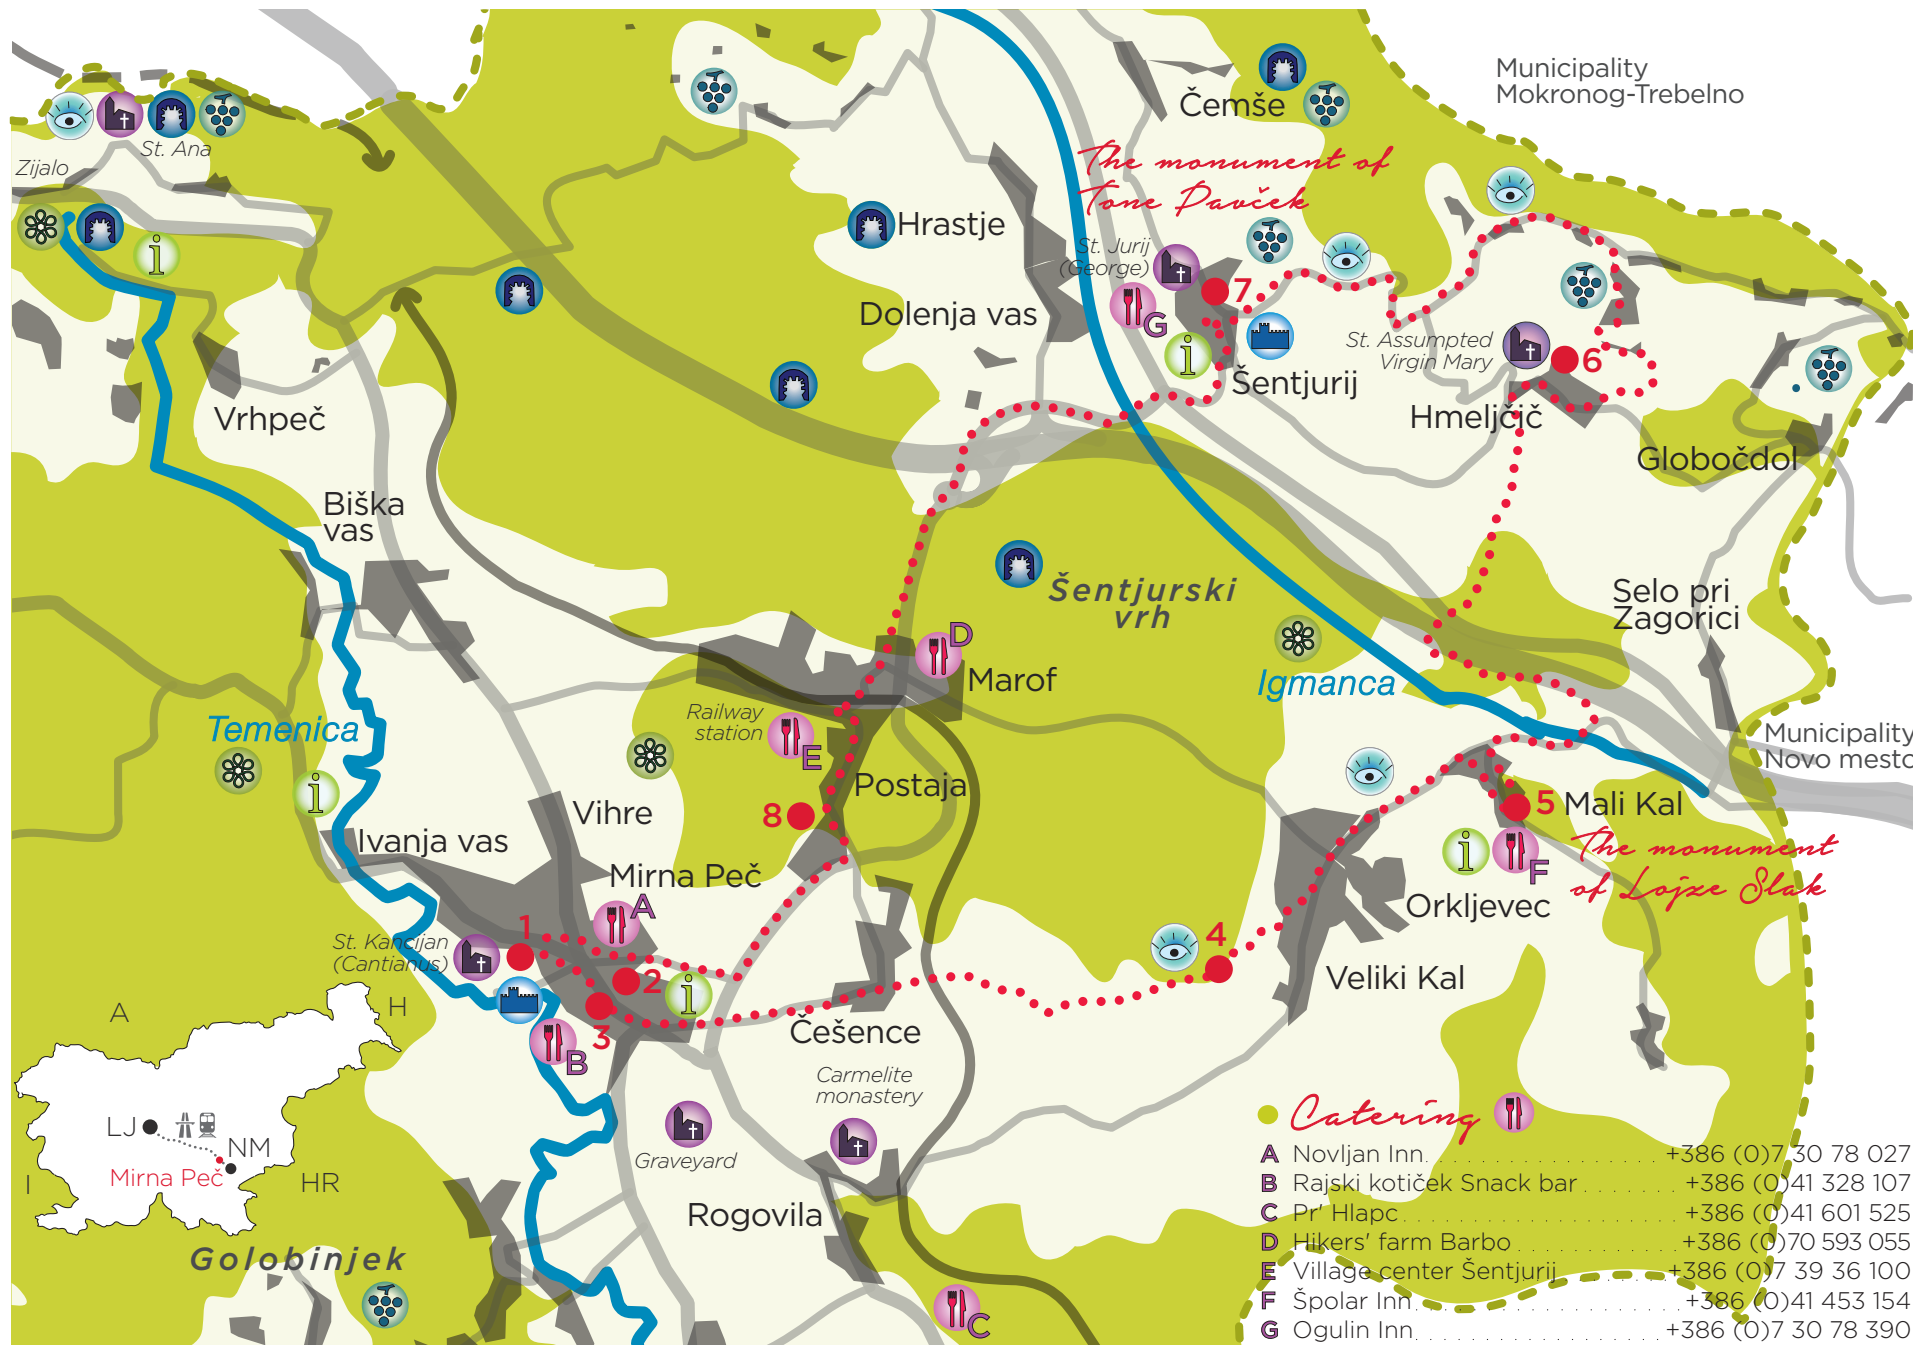 Municipality
Mokronog-Trebelno
Čemše
The monument of
Tone Pavček
St. Ana
Zijalo
i
Hrastje
St. Jurij
(George)
7
Dolenja vas
G
i
Šentjurij
St. Assumpted
Virgin Mary
6
Hmeljčič
Vrhpeč
Globočdol
Biška
vas
Šentjurski
vrh
Selo pri
Zagorici
D
Marof
Igmanca
Temenica
Railway
station
E
Municipality
Novo mesto
i
Postaja
8
Vihre
5
Mali Kal
Ivanja vas
The monument
of Lojze Slak
i
F
Mirna Peč
A
Orkljevec
1
St. Kancijan
(Cantianus)
4
2
i
Veliki Kal
3
B
Češence
A
H
Carmelite
monastery
LJ
NM
Mirna Peč
I
HR
Graveyard
Rogovila
Golobinjek
C
Catering
A Novljan Inn. . . . . . . . . . . . . . . . . . +386 (0)7 30 78 027
B Rajski kotiček Snack bar . . . . . . . +386 (0)41 328 107
C Pr' Hlapc . . . . . . . . . . . . . . . . . . . . +386 (0)41 601 525
D Hikers' farm Barbo . . . . . . . . . . . . +386 (0)70 593 055
E Village center Šentjurij . . . . . . . . +386 (0)7 39 36 100
F Špolar Inn. . . . . . . . . . . . . . . . . . . +386 (0)41 453 154
G Ogulin Inn. . . . . . . . . . . . . . . . . . +386 (0)7 30 78 390